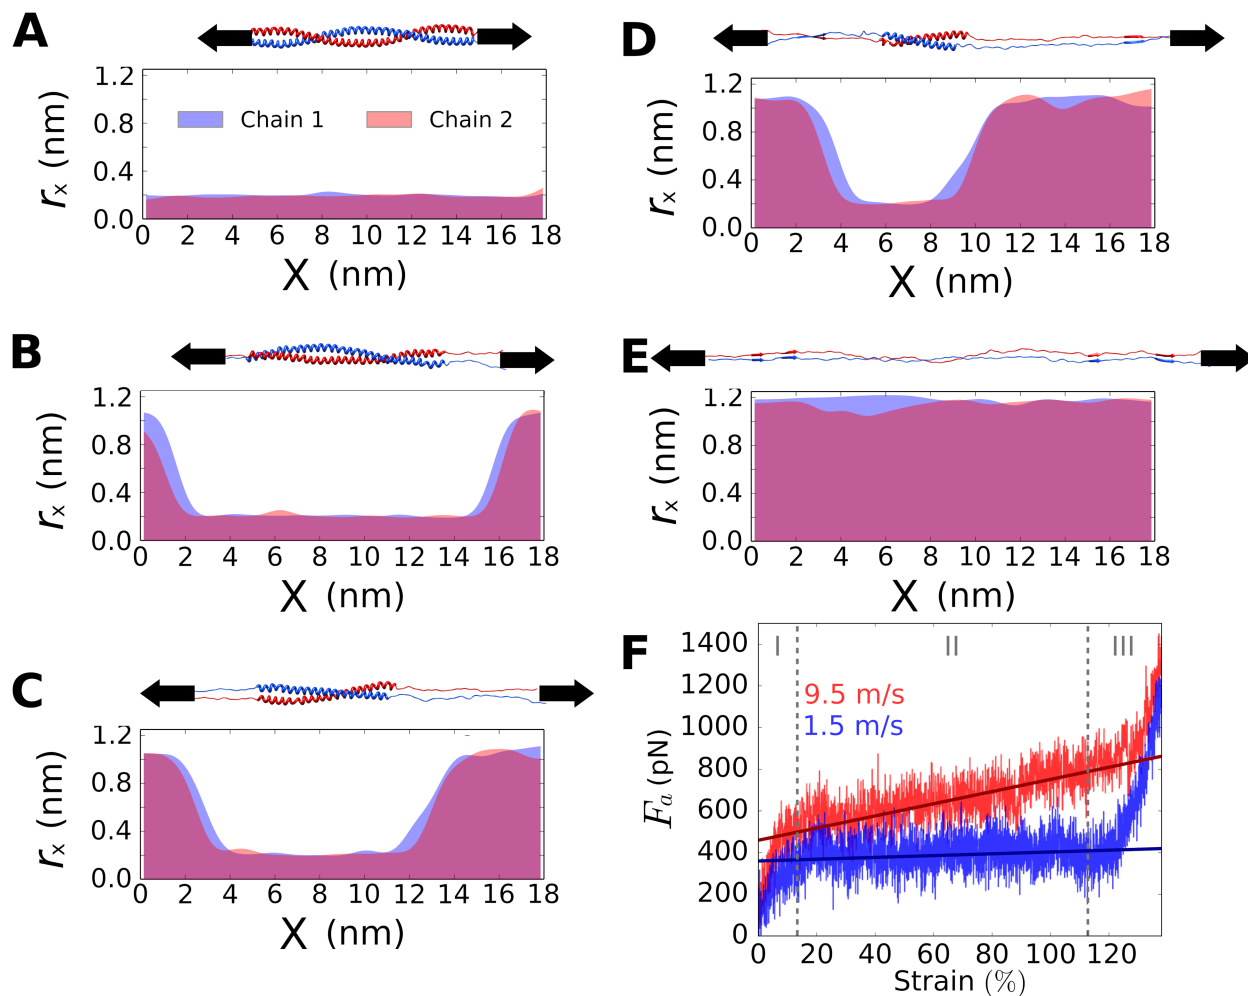 A
1.2
0.8
0.4
0.0
rx (nm)
Chain 1 Chain 2
0 2 4 6 8 10 12 14 16 18
X (nm)
B
1.2
0.8
0.4
0.0
rx (nm)
0 2 4 6 8 10 12 14 16 18
X (nm)
C
1.2
0.8
0.4
0.0
rx (nm)
0 2 4 6 8 10 12 14 16 18
X (nm)
D
1.2
0.8
0.4
0.0
rx (nm)
0 2 4 6 8 10 12 14 16 18
X (nm)
E
1.2
0.8
0.4
0.0
rx (nm)
0 2 4 6 8 10 12 14 16 18
X (nm)
F
1400
1200
1000
800
600
400
200
0
Fa (pN)
I II III
9.5 m/s
1.5 m/s
0 20 40 60 80 100 120
Strain (%)